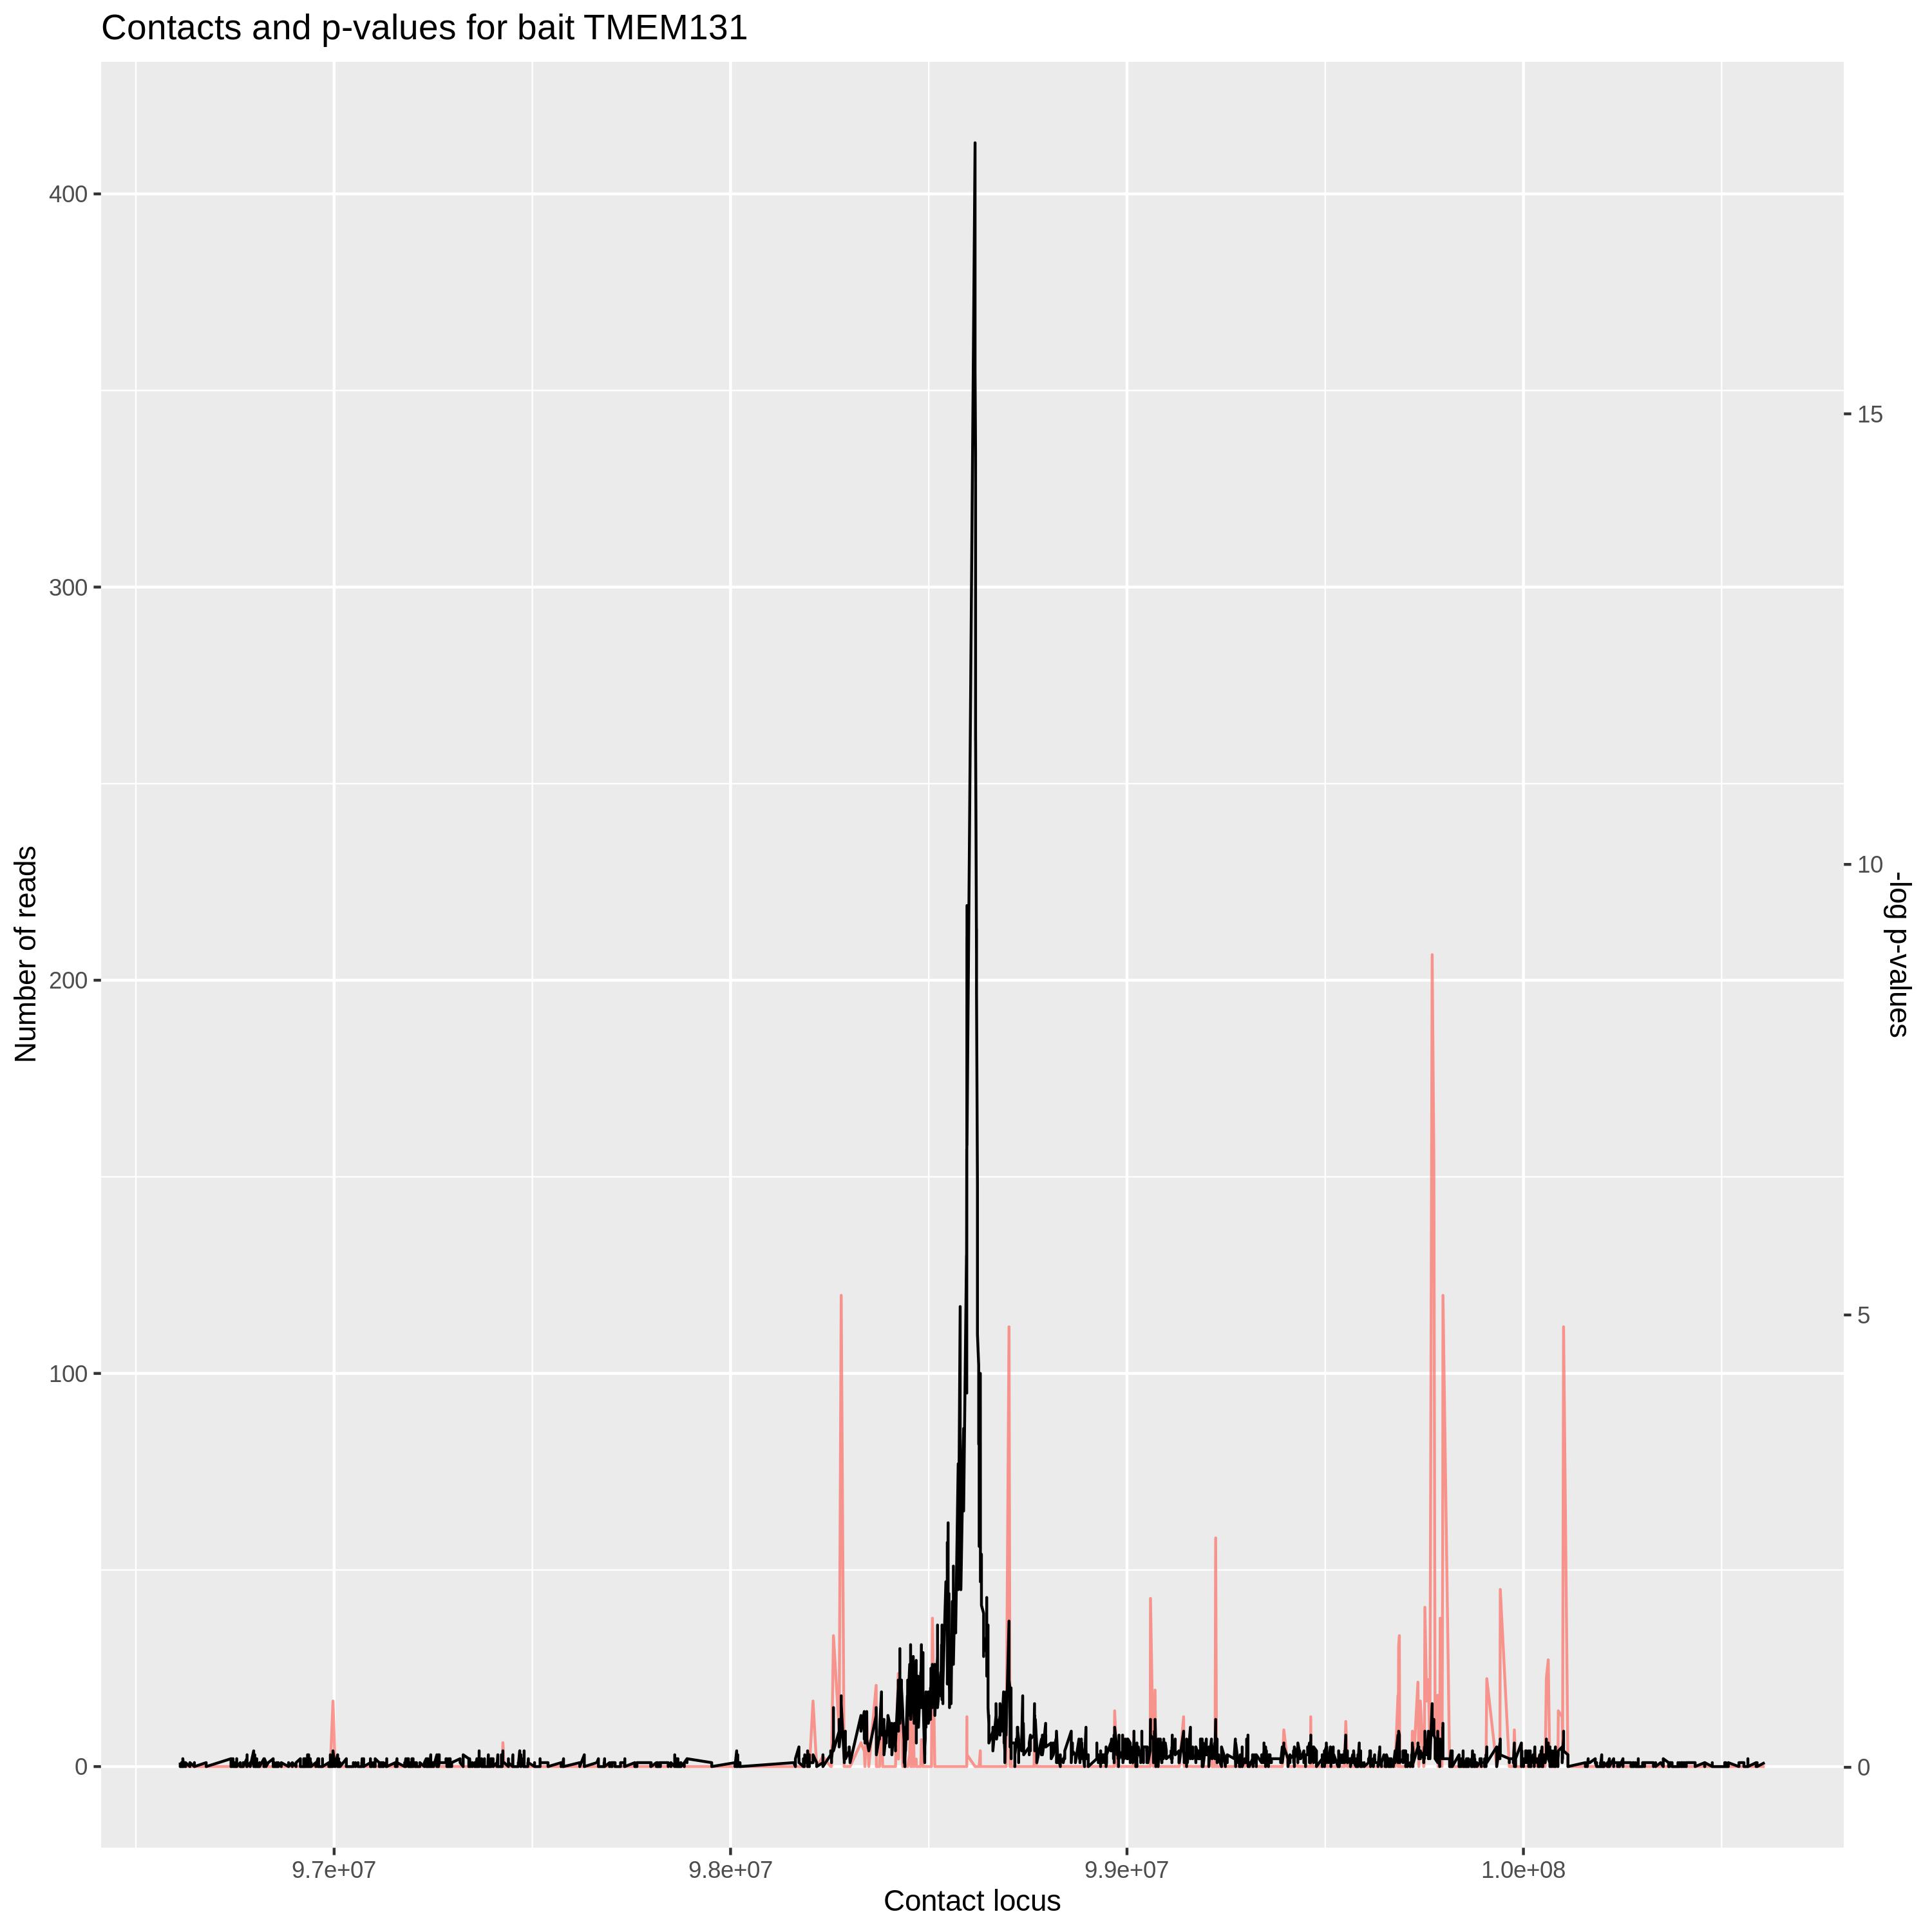 Contacts and p-values for bait TMEM131
400
300
200
100
0
15
10
5
0
Number of reads
-log p-values
9.7e+07
9.8e+07
9.9e+07
1.0e+08
Contact locus